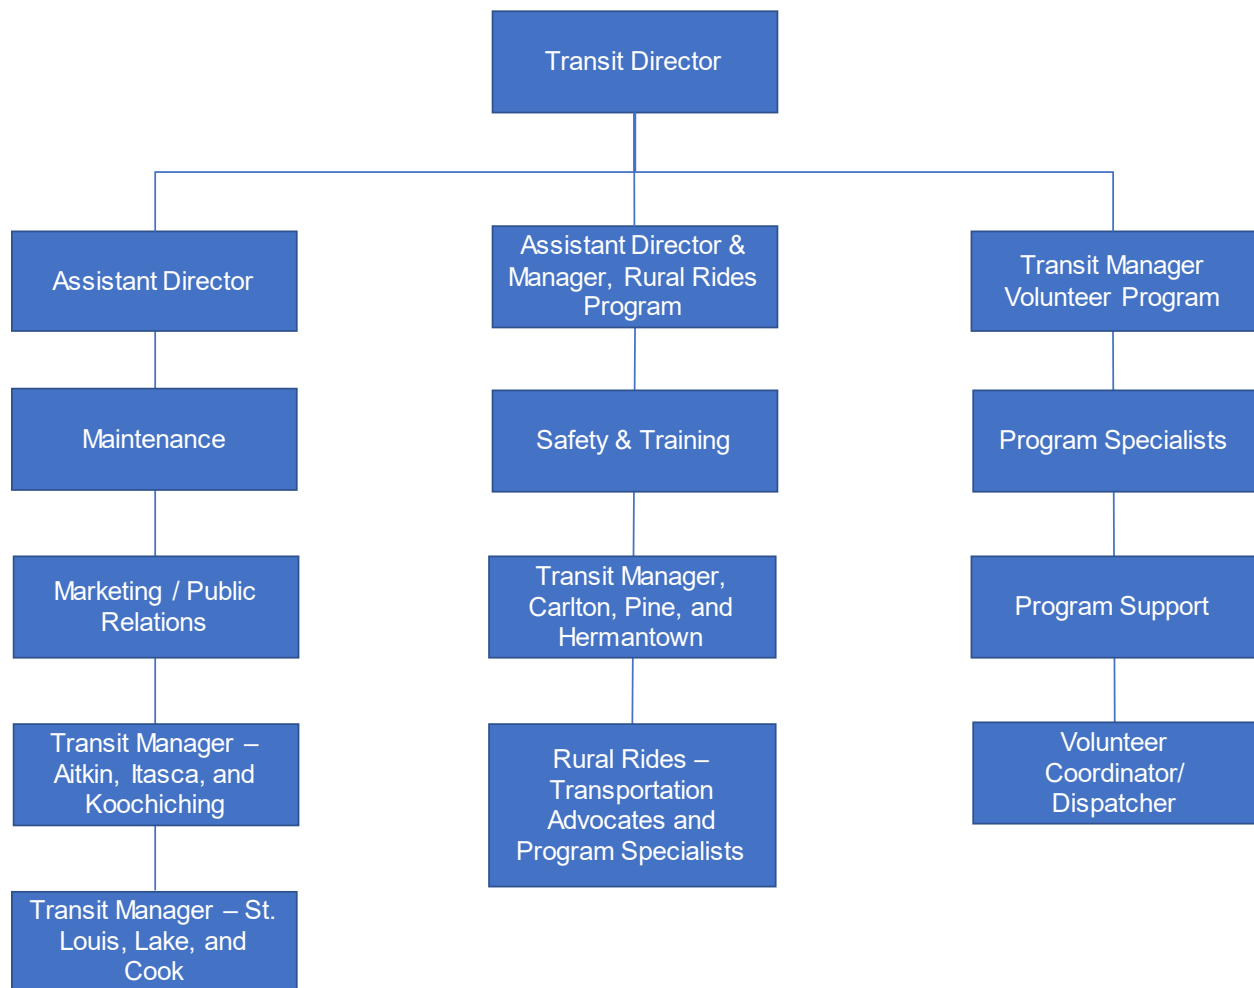 Transit Director
Assistant Director
Assistant Director &
Manager, Rural Rides
Program
Transit Manager
Volunteer Program
Maintenance
Safety & Training
Program Specialists
Marketing / Public
Relations
Transit Manager,
Carlton, Pine, and
Hermantown
Program Support
Transit Manager –
Aitkin, Itasca, and
Koochiching
Rural Rides –
Transportation
Advocates and
Program Specialists
Volunteer
Coordinator/
Dispatcher
Transit Manager – St.
Louis, Lake, and
Cook